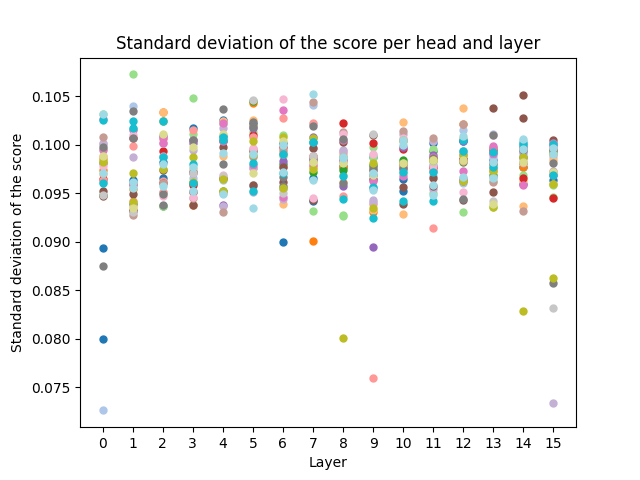 Standard deviation of the score per head and layer
Standard deviation of the score
0.105
0.100
0.095
0.090
0.085
0.080
0.075
0 1 2 3 4 5 6 7 8 9 10 11 12 13 14 15
Layer